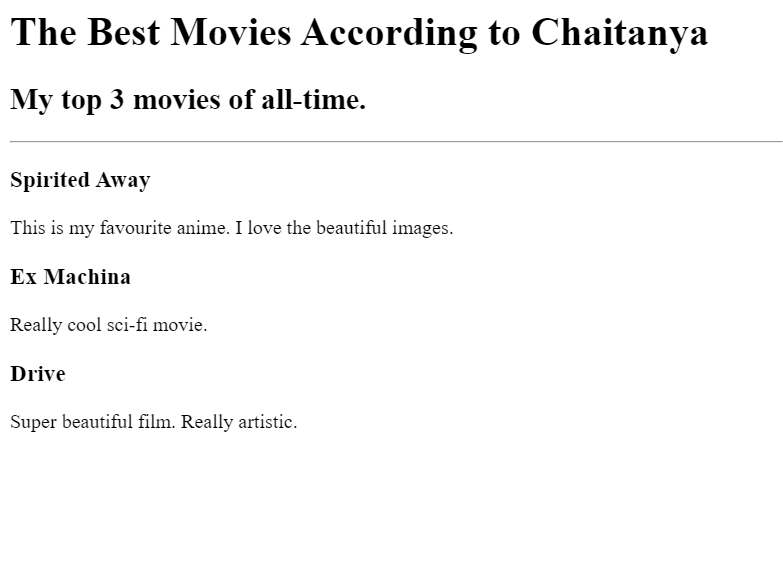 The Best Movies According to Chaitanya
My top 3 movies of all-time.
Spirited Away
This is my favourite anime. I love the beautiful images.
Ex Machina
Really cool sci-fi movie.
Drive
Super beautiful film. Really artistic.